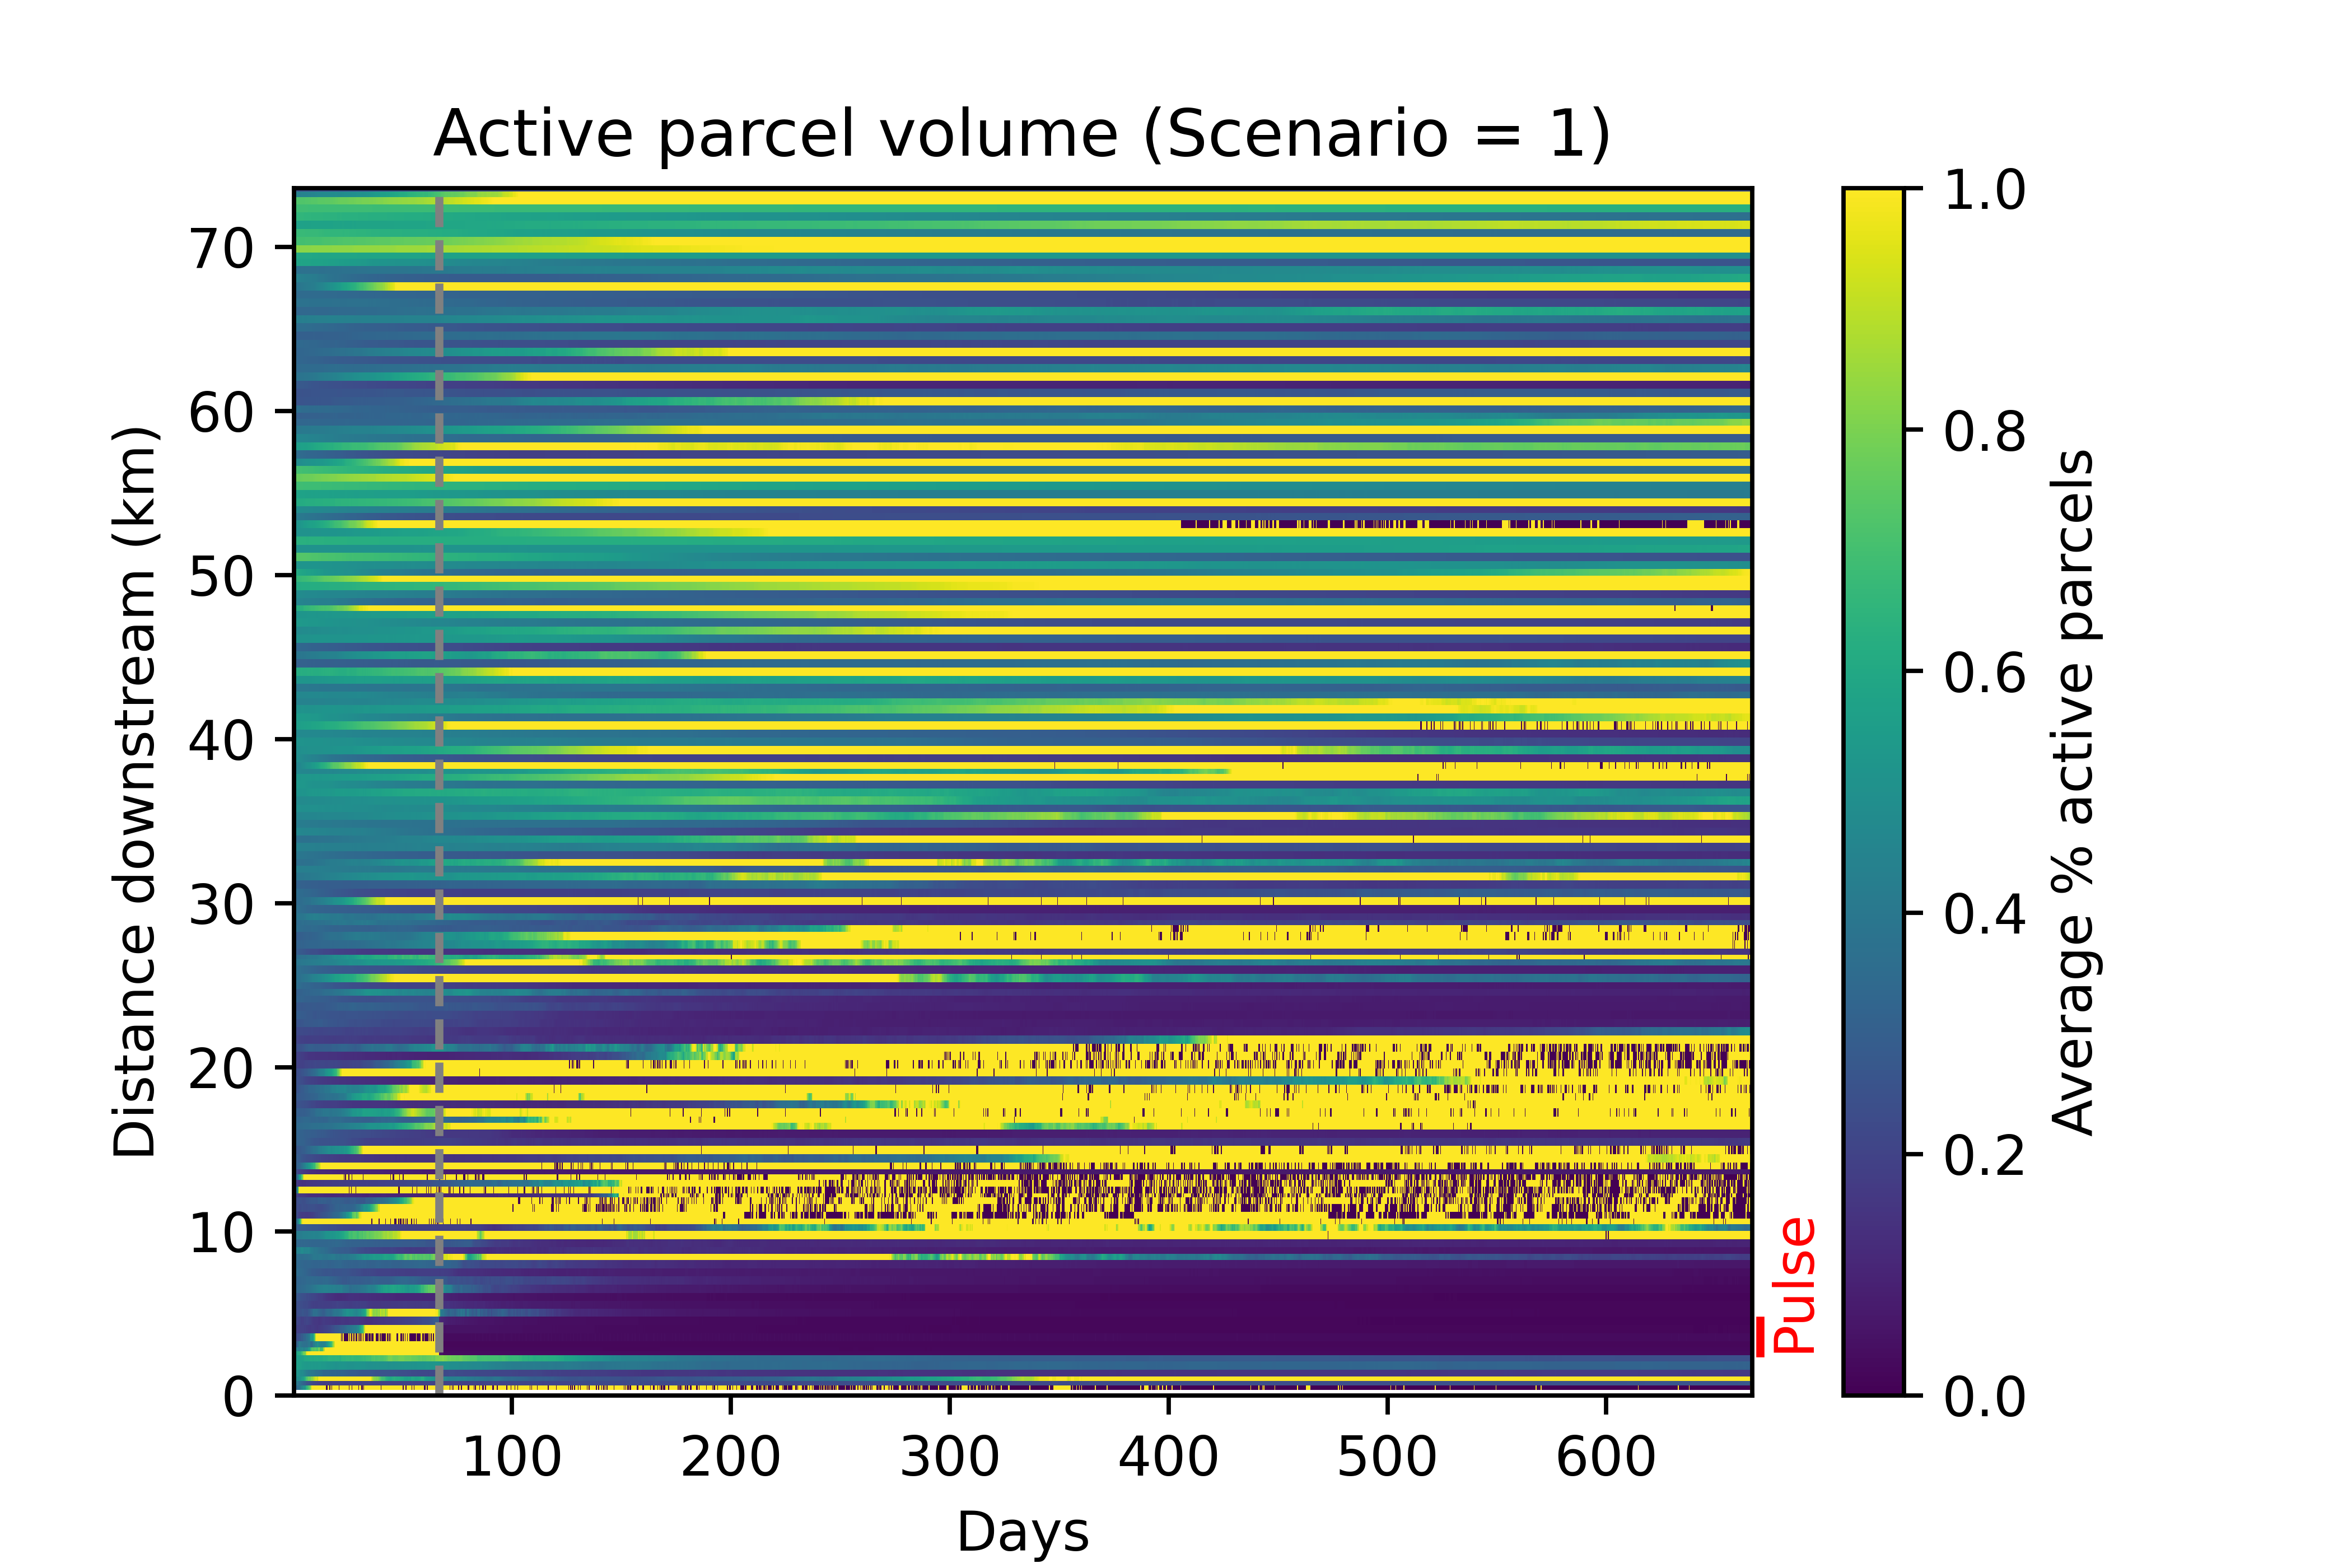 Active parcel volume (Scenario = 1)
Distance downstream (km)
70
60
50
40
30
20
10
0
100 200 300 400 500 600
Days
Pulse
1.0
0.8
0.6
0.4
0.2
0.0
Average % active parcels